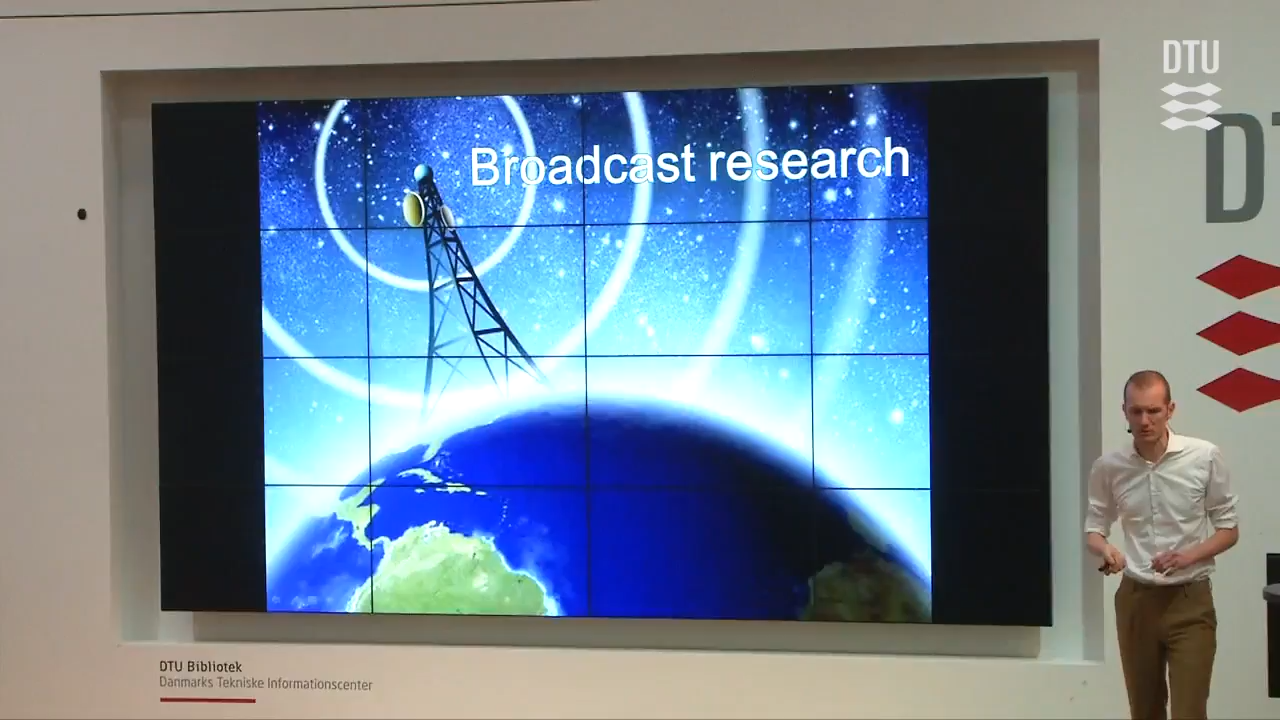 DTU
Broadcast research
D
DTU Bibliotek
Danmarks Tekniske Informationscenter